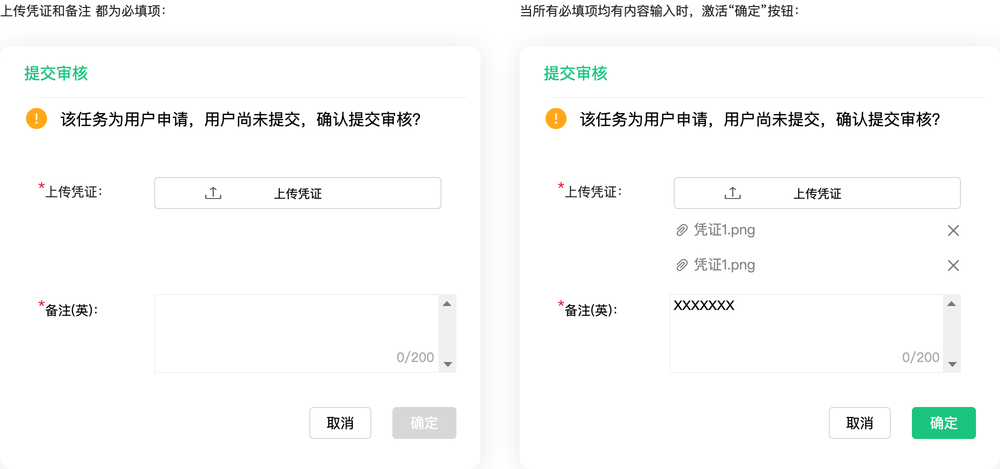 上传凭证和备注 都为必填项：
提交审核
该任务为用户申请，用户尚未提交，确认提交审核?
*上传凭证：
上传凭证
*备注(英)：
0/200
取消
确定
当所有必填项均有内容输入时，激活“确定”按钮：
提交审核
该任务为用户申请，用户尚未提交，确认提交审核?
*上传凭证：
上传凭证
凭证1.png
凭证1.png
*备注(英)：
XXXXXXX
0/200
取消
确定